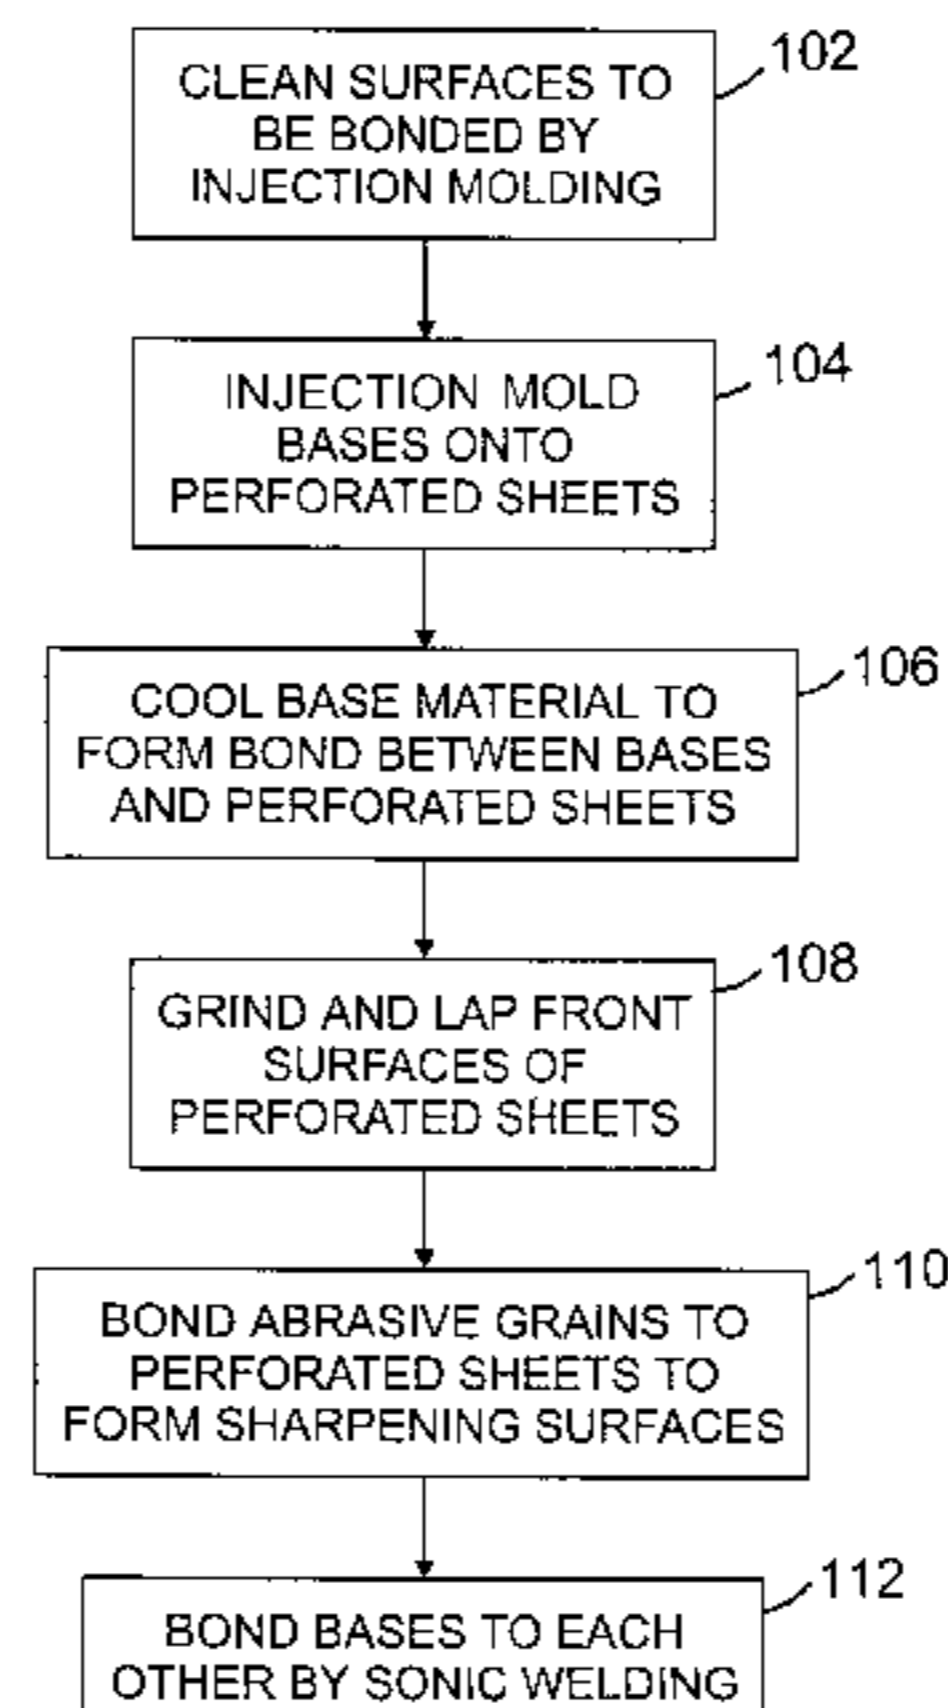 CLEAN SURFACES TO
BE BONDED BY
INJECTION MOLDING
102
INJECTION MOLD
BASES ONTO
PERFORATED SHEETS
104
COOL BASE MATERIAL TO
FORM BOND BETWEEN BASES
AND PERFORATED SHEETS
106
GRIND AND LAP FRONT
SURFACES OF
PERFORATED SHEETS
108
BOND ABRASIVE GRAINS TO
PERFORATED SHEETS TO
FORM SHARPENING SURFACES
110
BOND BASES TO EACH
OTHER BY SONIC WELDING
112